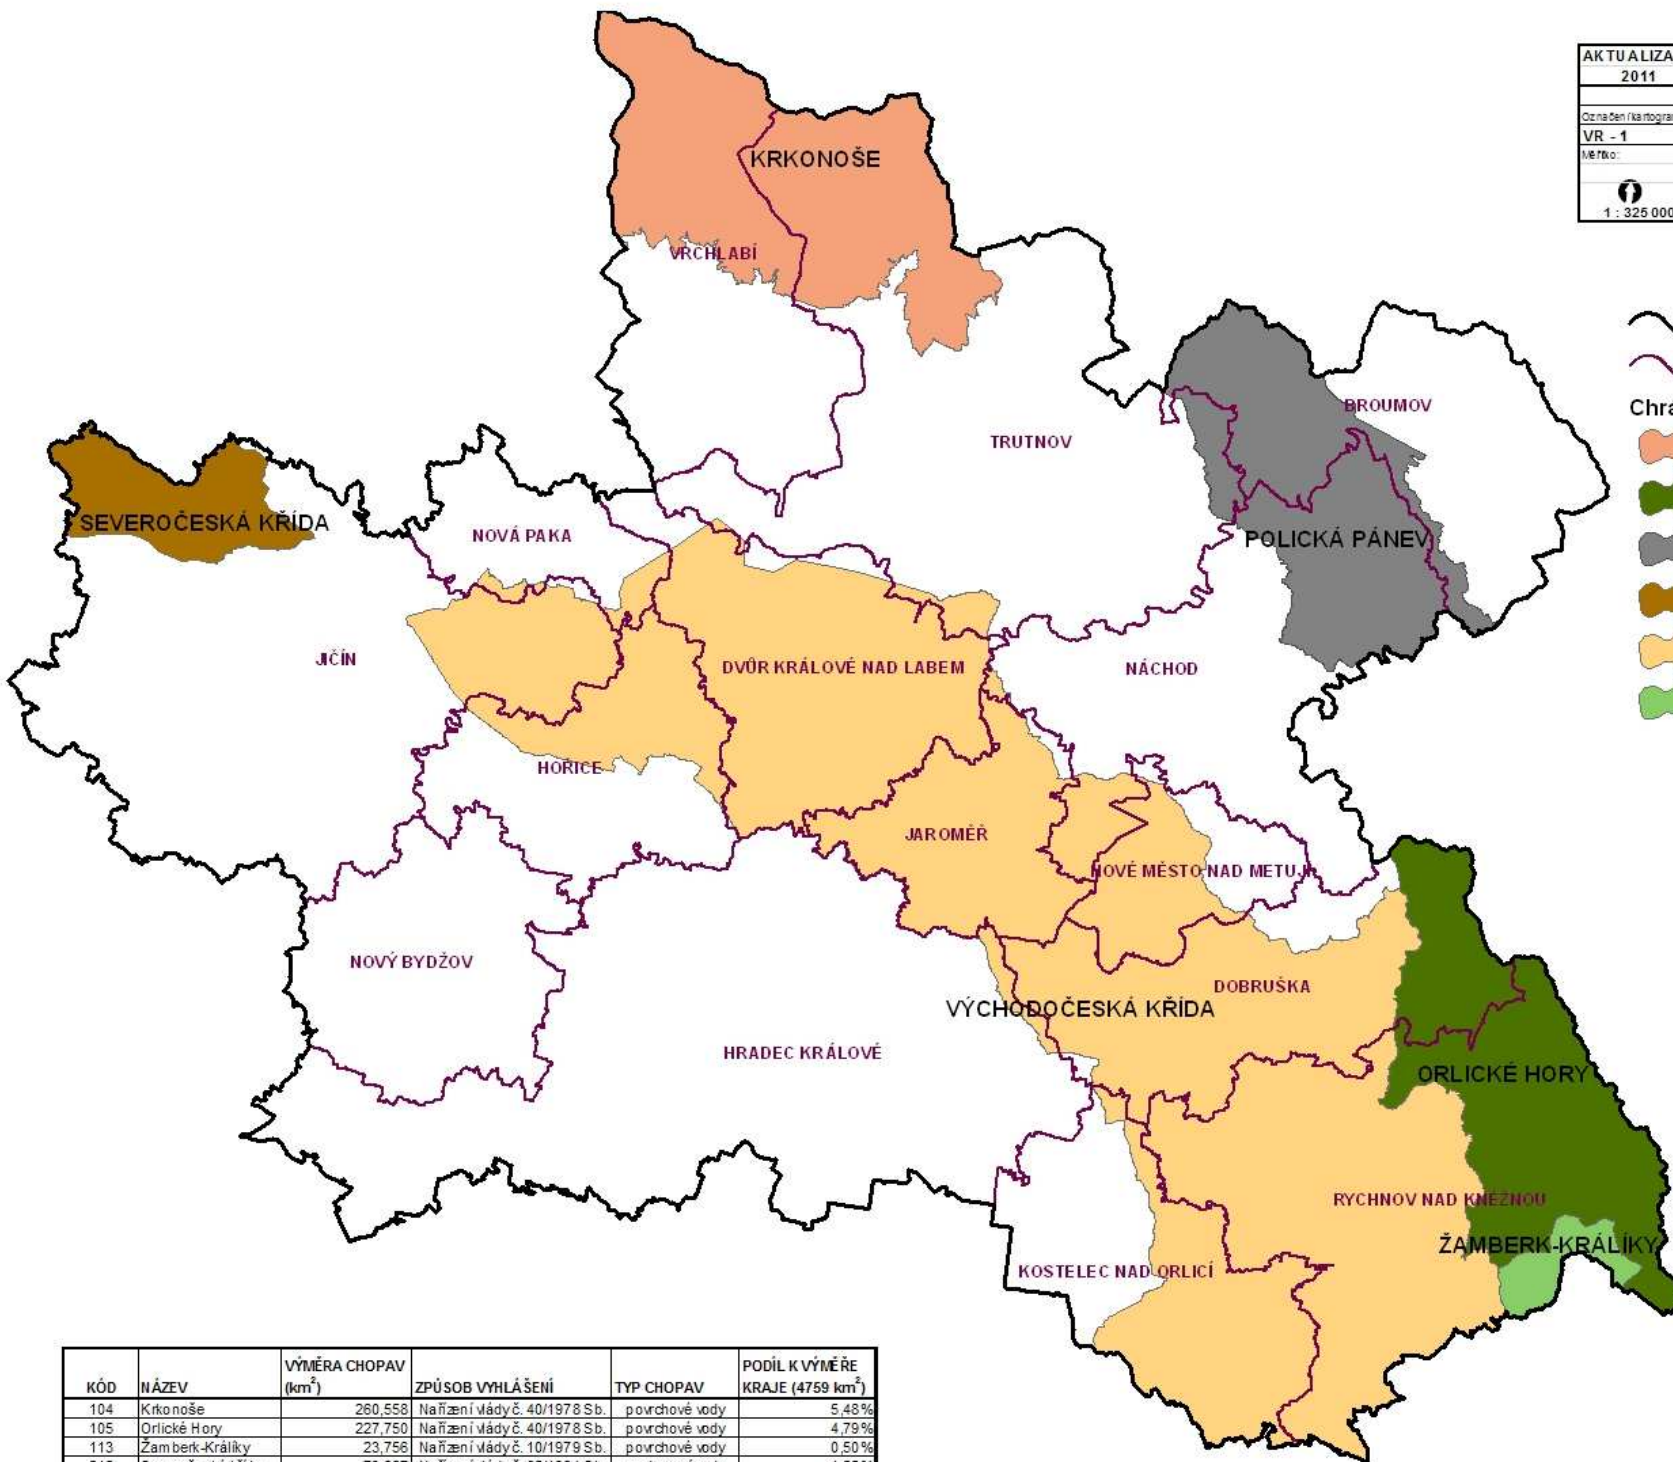 AKTUALIZA
2011
VR - 1
Měřítko:
1 : 325 000
KRKONOŠE
VRCHLABÍ
Chra
BROUMOV
TRUTNOV
SEVEROČESKÁ KŘÍDA
NOVÁ PAKA
POLICKÁ PÁNEV
JIČÍN
DVŮR KRÁLOVÉ NAD LABEM
NÁCHOD
HOŘICE
JAROMĚŘ
NOVÉ MĚSTO NAD METUJÍ
NOVÝ BYDŽOV
DOBRUŠKA
VÝCHODOČESKÁ KŘÍDA
HRADEC KRÁLOVÉ
ORLICKÉ HORY
RYCHNOV NAD KNĚŽNOU
ŽAMBERK-KRÁLÍKY
KOSTELEC NAD ORLICÍ
KÓD NÁZEV VÝMĚRA CHOPAV (km²) ZPŮSOB VYHLÁŠENÍ TYP CHOPAV PODÍL K VÝMĚŘE KRAJE (4759 km²)
104 Krkonoše 260,558 Nařízení vlády č. 40/1978 Sb. povrchové vody 5,48%
105 Orlické Hory 227,750 Nařízení vlády č. 40/1978 Sb. povrchové vody 4,79%
113 Žamberk-Králíky 23,756 Nařízení vlády č. 10/1979 Sb. povrchové vody 0,50%